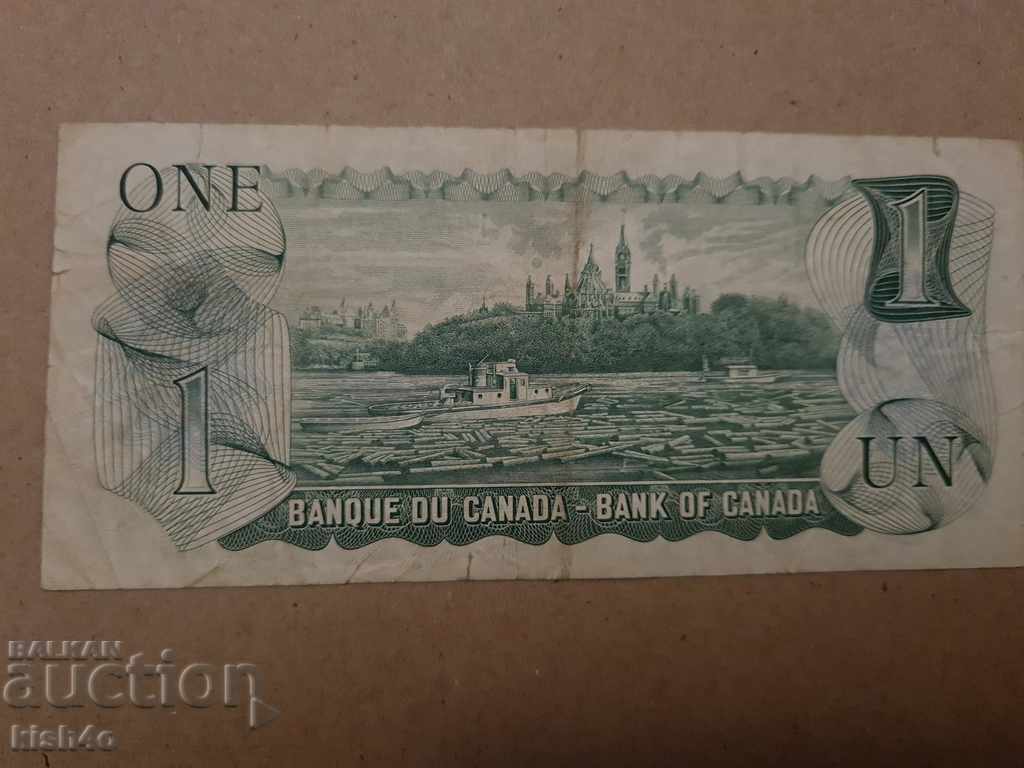 ONE
1
1
UN
BANQUE DU CANADA - BANK OF CANADA
BALKAN
auction
kish4o